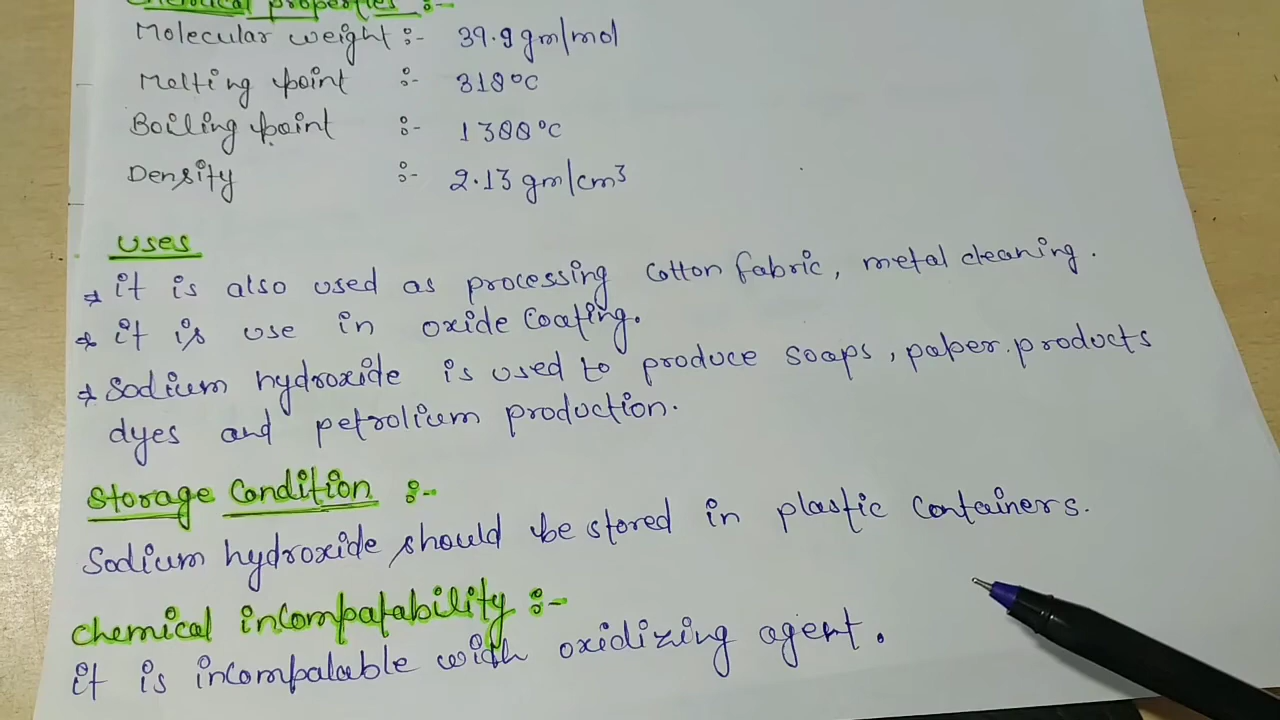 Chemical properties :-
Molecular weight :- 39.9 gm/mol
Melting point :- 318°C
Boiling point :- 1388°C
Density :- 2.13 gm/cm³
uses
* it is also used as processing cotton fabric, metal cleaning.
* it is use in oxide coating.
* Sodium hydroxide is used to produce soaps, paper.products
dyes and petrolium production.
Storage Condition :-
Sodium hydroxide should be stored in plastic containers.
Chemical incompatability :-
it is incompalable with oxidizing agent.